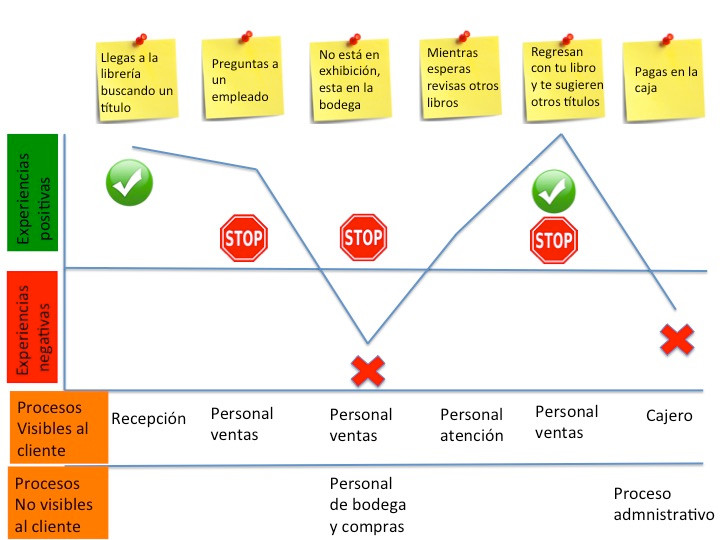 Llegas a la
librería
buscando un
título
Preguntas a
un
empleado
No está en
exhibición,
esta en la
bodega
Mientras
esperas
revisas otros
libros
Regresan
con tu libro
y te sugieren
otros títulos
Pagas en la
caja
Experiencias
positivas
STOP
STOP
STOP
Experiencias
negativas
Procesos
Visibles al
cliente
Recepción
Personal
ventas
Personal
ventas
Personal
atención
Personal
ventas
Cajero
Procesos
No visibles
al cliente
Personal
de bodega
y compras
Proceso
admnistrativo